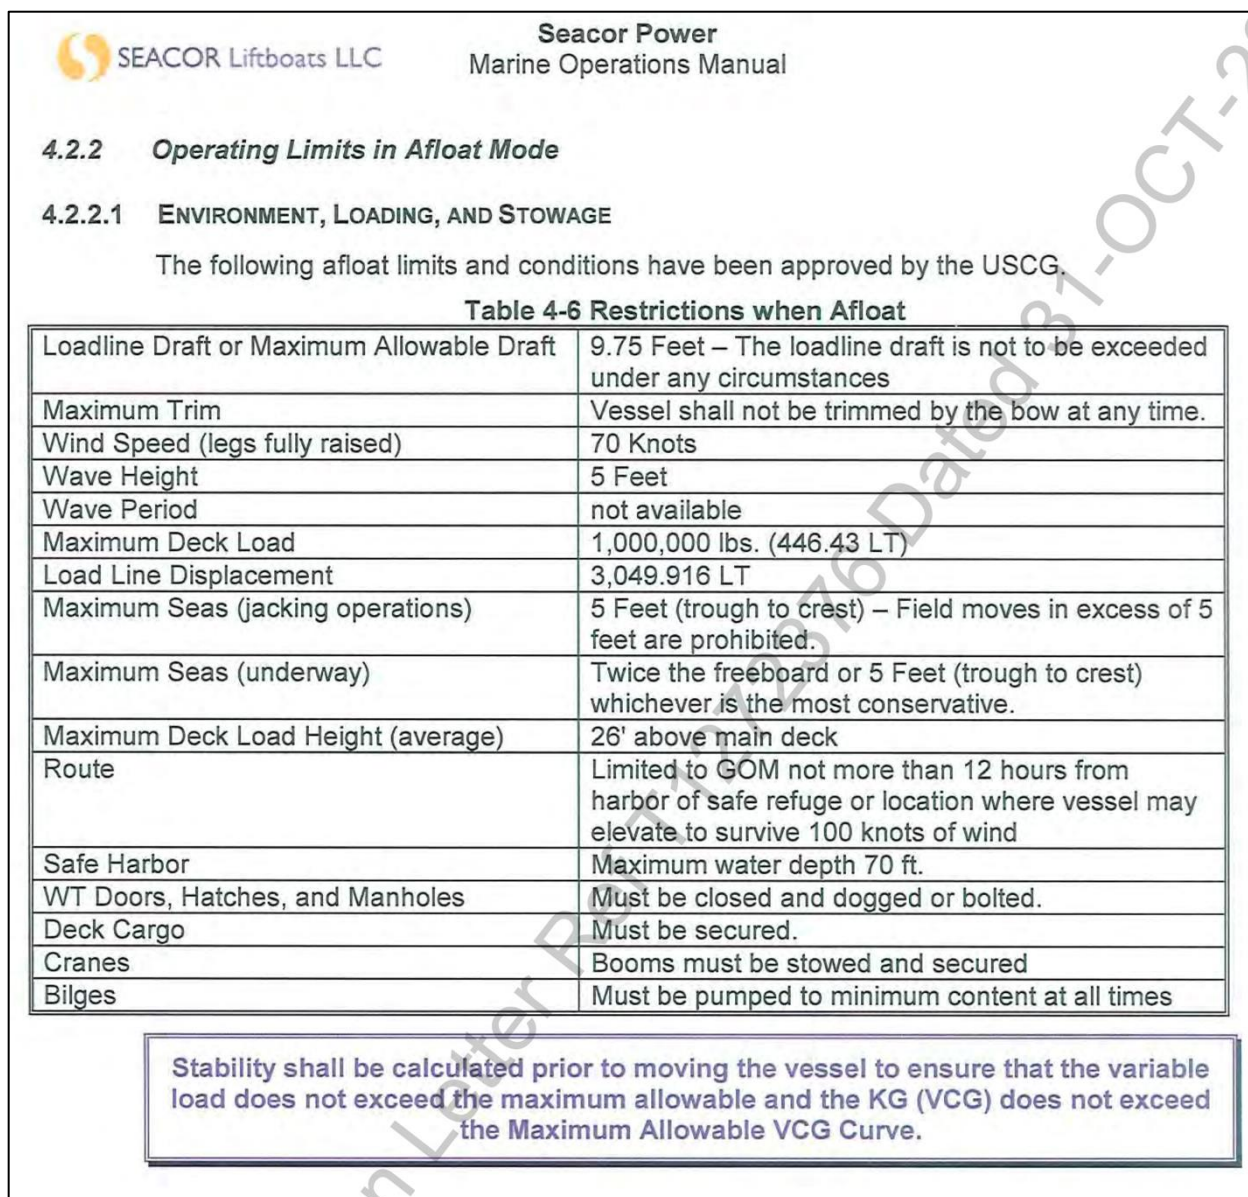 SEACOR Liftboats LLC
Seacor Power
Marine Operations Manual
4.2.2 Operating Limits in Afloat Mode
4.2.2.1 ENVIRONMENT, LOADING, AND STOWAGE
The following afloat limits and conditions have been approved by the USCG.
Table 4-6 Restrictions when Afloat
Loadline Draft or Maximum Allowable Draft 9.75 Feet – The loadline draft is not to be exceeded
under any circumstances
Maximum Trim Vessel shall not be trimmed by the bow at any time.
Wind Speed (legs fully raised) 70 Knots
Wave Height 5 Feet
Wave Period not available
Maximum Deck Load 1,000,000 lbs. (446.43 LT)
Load Line Displacement 3,049.916 LT
Maximum Seas (jacking operations) 5 Feet (trough to crest) – Field moves in excess of 5
feet are prohibited.
Maximum Seas (underway) Twice the freeboard or 5 Feet (trough to crest)
whichever is the most conservative.
Maximum Deck Load Height (average) 26' above main deck
Route Limited to GOM not more than 12 hours from
harbor of safe refuge or location where vessel may
elevate to survive 100 knots of wind
Safe Harbor Maximum water depth 70 ft.
WT Doors, Hatches, and Manholes Must be closed and dogged or bolted.
Deck Cargo Must be secured.
Cranes Booms must be stowed and secured
Bilges Must be pumped to minimum content at all times
Stability shall be calculated prior to moving the vessel to ensure that the variable
load does not exceed the maximum allowable and the KG (VCG) does not exceed
the Maximum Allowable VCG Curve.
Letter Ref T1272376 Dated 31-OCT-